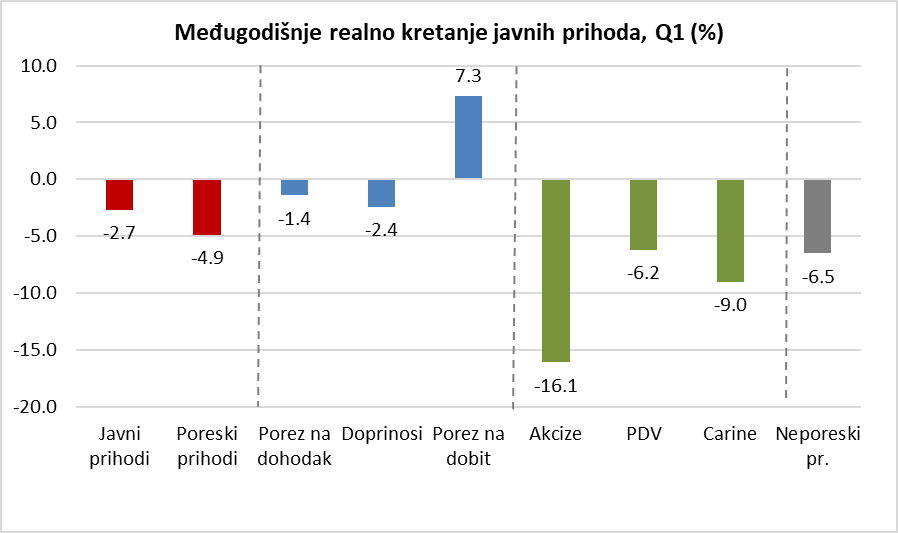 Međugodišnje realno kretanje javnih prihoda, Q1 (%)
10.0
5.0
0.0
-5.0
-10.0
-15.0
-20.0
-2.7
-4.9
-1.4
-2.4
7.3
-16.1
-6.2
-9.0
-6.5
Javni
prihodi
Poreski
prihodi
Porez na
dohodak
Doprinosi
Porez na
dobit
Akcize
PDV
Carine
Neporeski
pr.